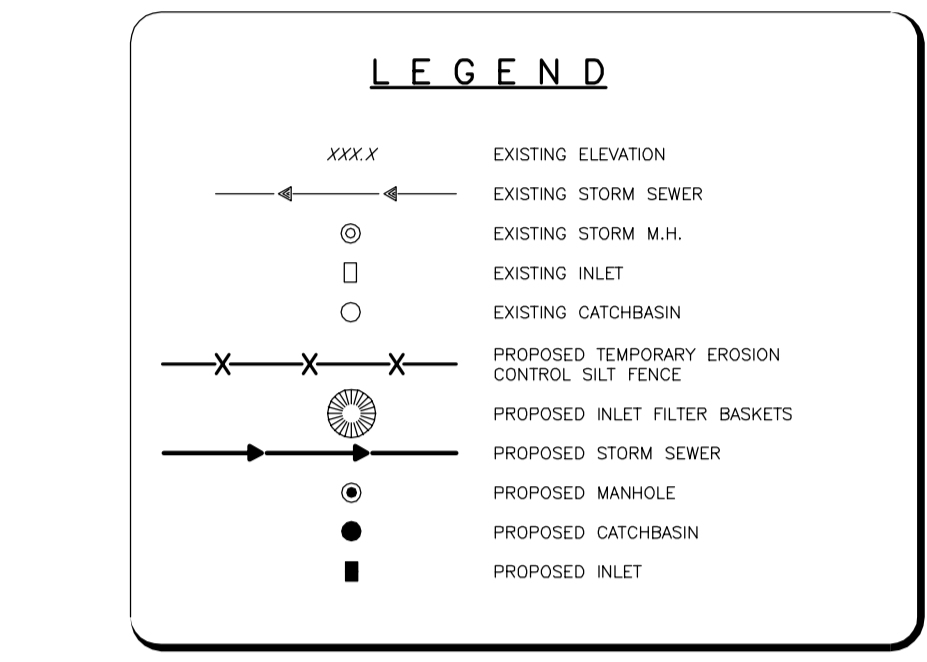 LEGEND
XXX.X EXISTING ELEVATION
EXISTING STORM SEWER
EXISTING STORM M.H.
EXISTING INLET
EXISTING CATCHBASIN
PROPOSED TEMPORARY EROSION
CONTROL SILT FENCE
PROPOSED INLET FILTER BASKETS
PROPOSED STORM SEWER
PROPOSED MANHOLE
PROPOSED CATCHBASIN
PROPOSED INLET